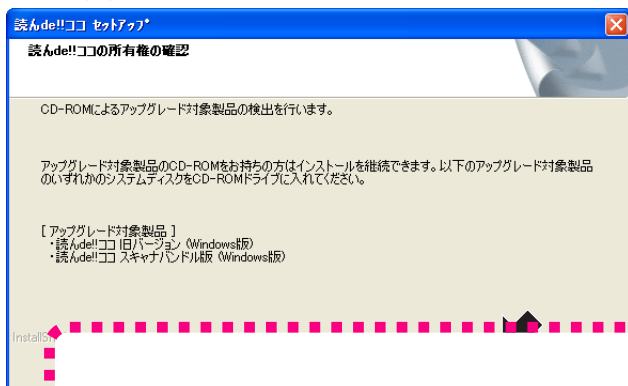 読んde!!ココ セットアップ
読んde!!ココの所有権の確認
CD-ROMによるアップグレード対象製品の検出を行います。
アップグレード対象製品のCD-ROMをお持ちの方はインストールを継続できます。以下のアップグレード対象製品
のいずれかのシステムディスクをCD-ROMドライブに入れてください。
[ アップグレード対象製品 ]
・読んde!!ココ 旧バージョン (Windows版)
・読んde!!ココ スキャナバンドル版 (Windows版)